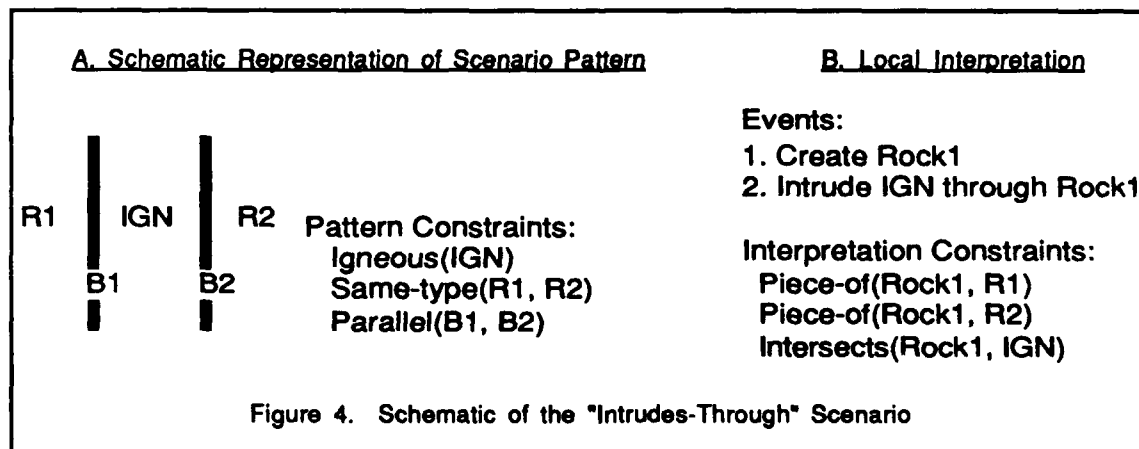 A. Schematic Representation of Scenario Pattern
R1 IGN R2
B1 B2
Pattern Constraints:
Igneous(IGN)
Same-type(R1, R2)
Parallel(B1, B2)
B. Local Interpretation
Events:
1. Create Rock1
2. Intrude IGN through Rock1
Interpretation Constraints:
Piece-of(Rock1, R1)
Piece-of(Rock1, R2)
Intersects(Rock1, IGN)
Figure 4. Schematic of the "Intrudes-Through" Scenario